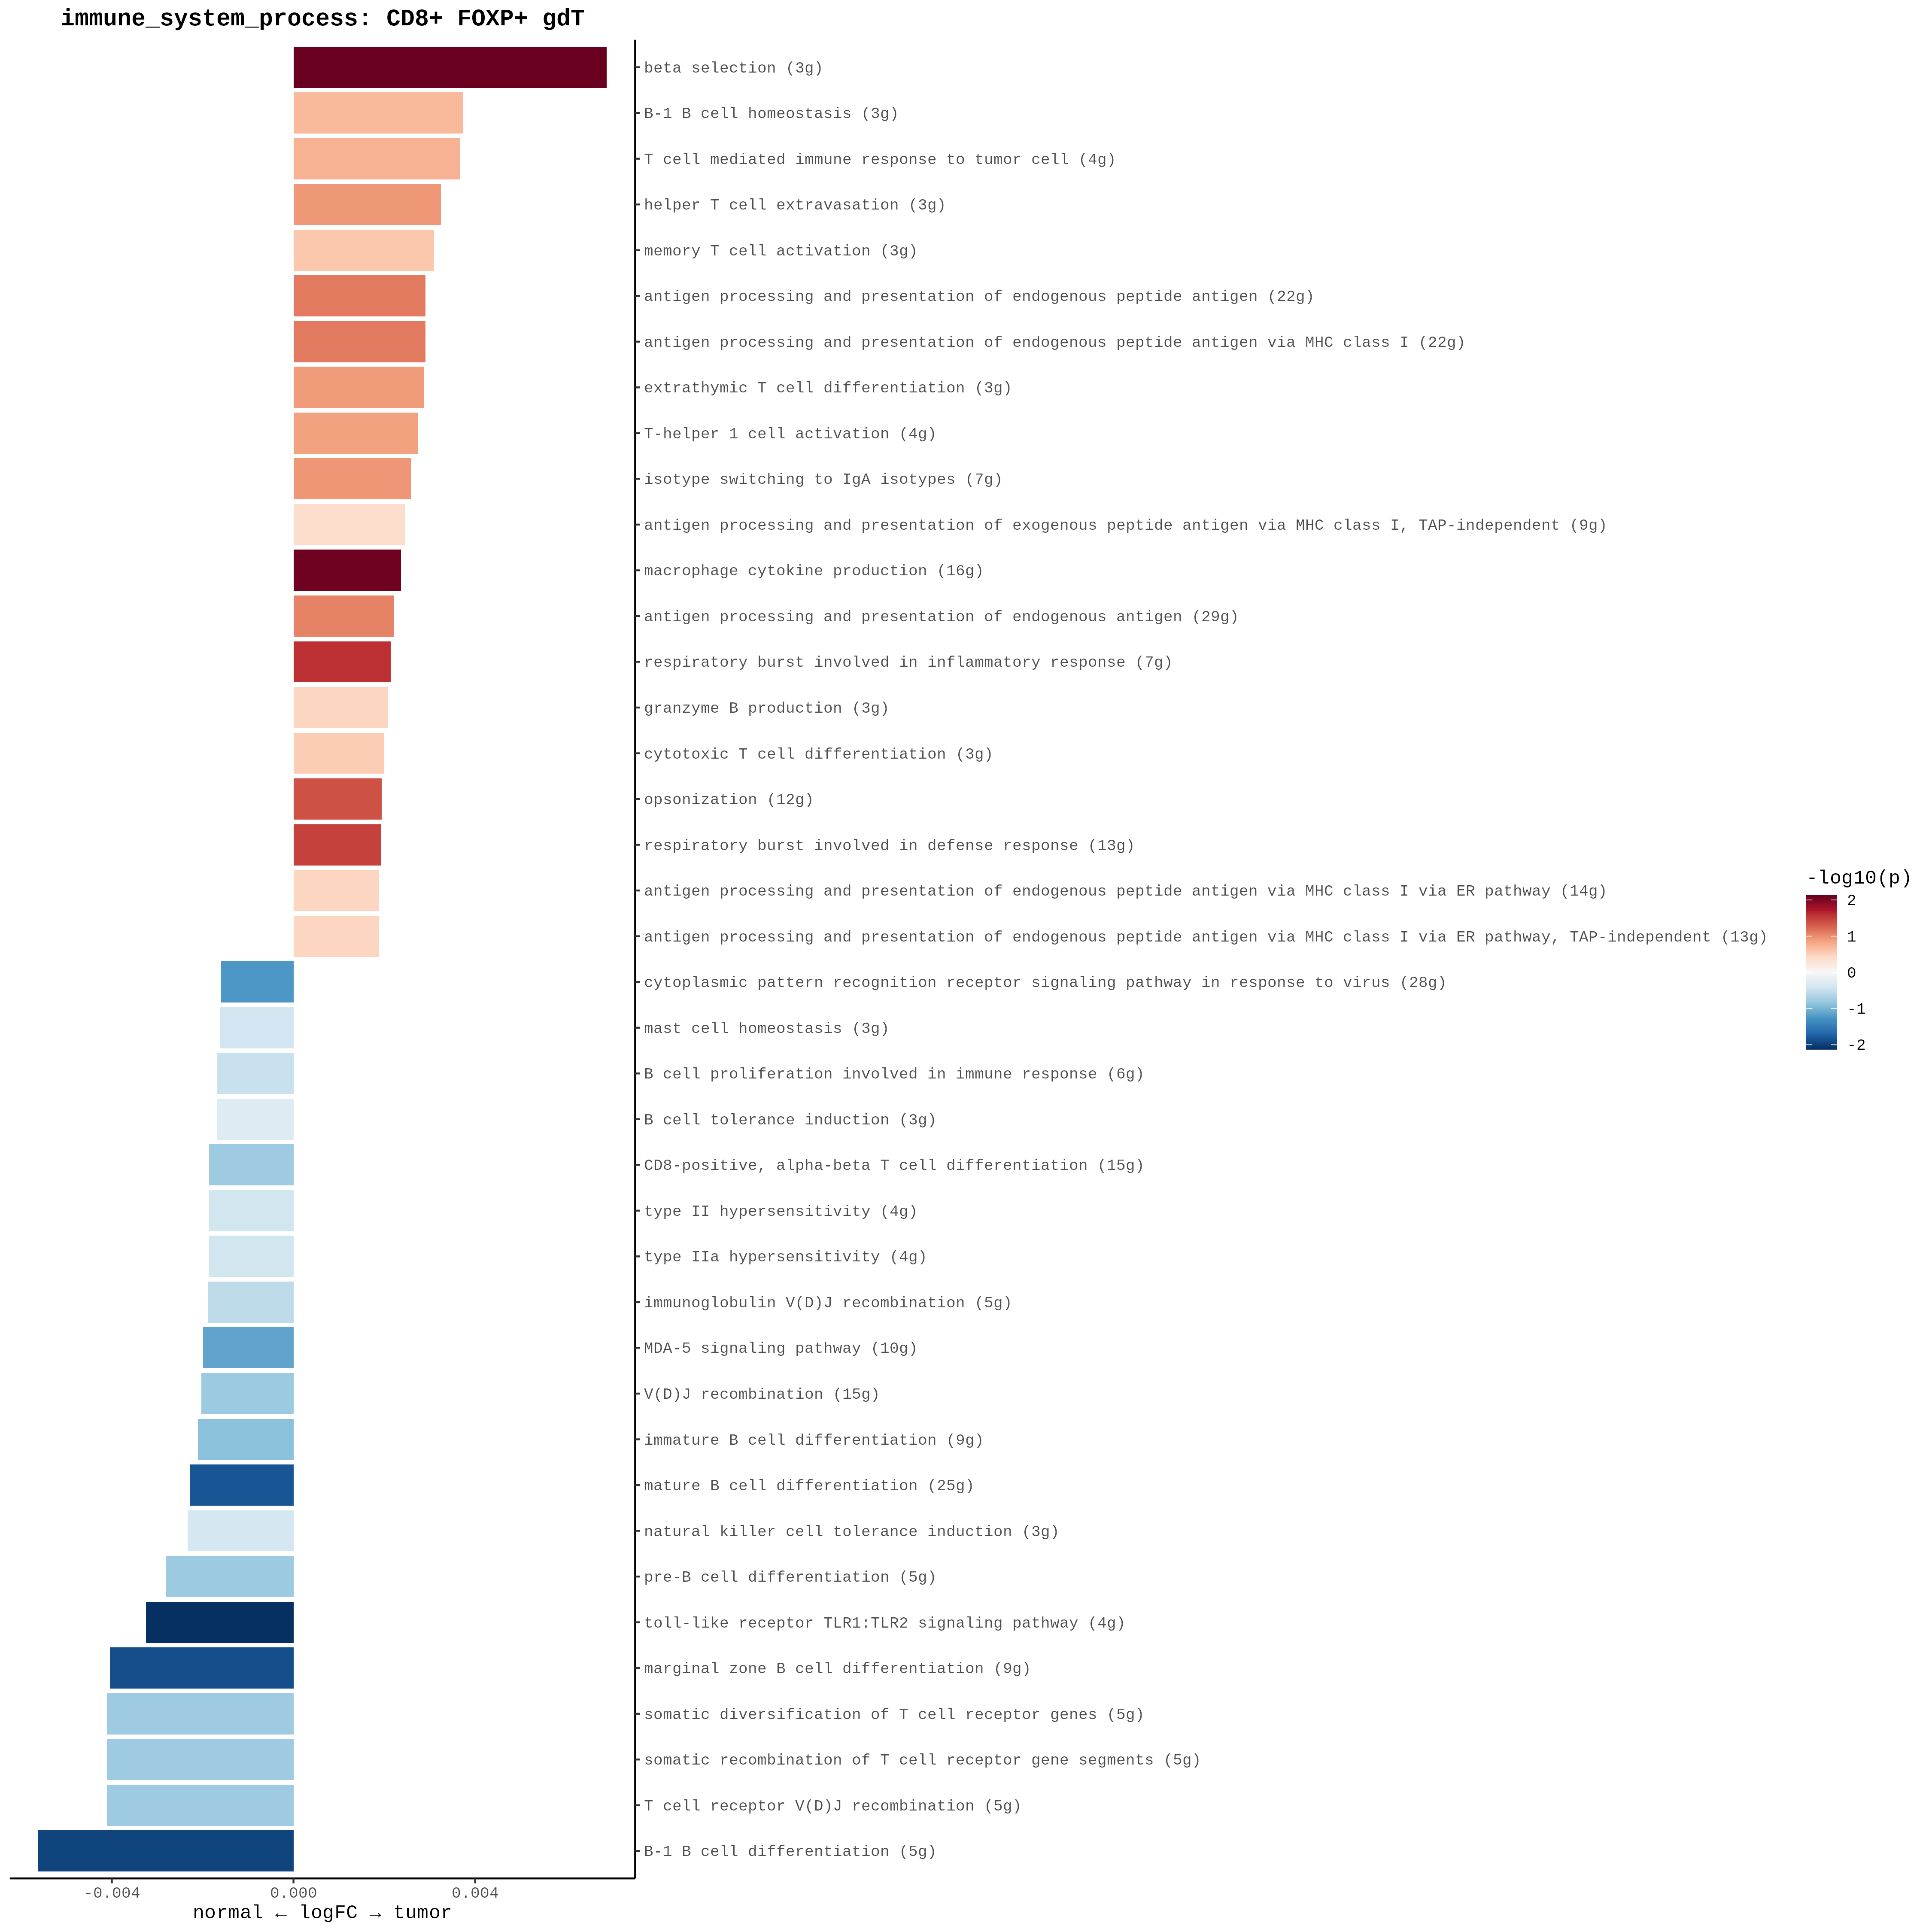 immune_system_process: CD8+ FOXP+ gdT
beta selection (3g)
B-1 B cell homeostasis (3g)
T cell mediated immune response to tumor cell (4g)
helper T cell extravasation (3g)
memory T cell activation (3g)
antigen processing and presentation of endogenous peptide antigen (22g)
antigen processing and presentation of endogenous peptide antigen via MHC class I (22g)
extrathymic T cell differentiation (3g)
T-helper 1 cell activation (4g)
isotype switching to IgA isotypes (7g)
antigen processing and presentation of exogenous peptide antigen via MHC class I, TAP-independent (9g)
macrophage cytokine production (16g)
antigen processing and presentation of endogenous antigen (29g)
respiratory burst involved in inflammatory response (7g)
granzyme B production (3g)
cytotoxic T cell differentiation (3g)
opsonization (12g)
respiratory burst involved in defense response (13g)
antigen processing and presentation of endogenous peptide antigen via MHC class I via ER pathway (14g)
antigen processing and presentation of endogenous peptide antigen via MHC class I via ER pathway, TAP-independent (13g)
cytoplasmic pattern recognition receptor signaling pathway in response to virus (28g)
mast cell homeostasis (3g)
B cell proliferation involved in immune response (6g)
B cell tolerance induction (3g)
CD8-positive, alpha-beta T cell differentiation (15g)
type II hypersensitivity (4g)
type IIa hypersensitivity (4g)
immunoglobulin V(D)J recombination (5g)
MDA-5 signaling pathway (10g)
V(D)J recombination (15g)
immature B cell differentiation (9g)
mature B cell differentiation (25g)
natural killer cell tolerance induction (3g)
pre-B cell differentiation (5g)
toll-like receptor TLR1:TLR2 signaling pathway (4g)
marginal zone B cell differentiation (9g)
somatic diversification of T cell receptor genes (5g)
somatic recombination of T cell receptor gene segments (5g)
T cell receptor V(D)J recombination (5g)
B-1 B cell differentiation (5g)
-0.004 0.000 0.004
normal ← logFC → tumor
-log10(p)
2
1
0
-1
-2